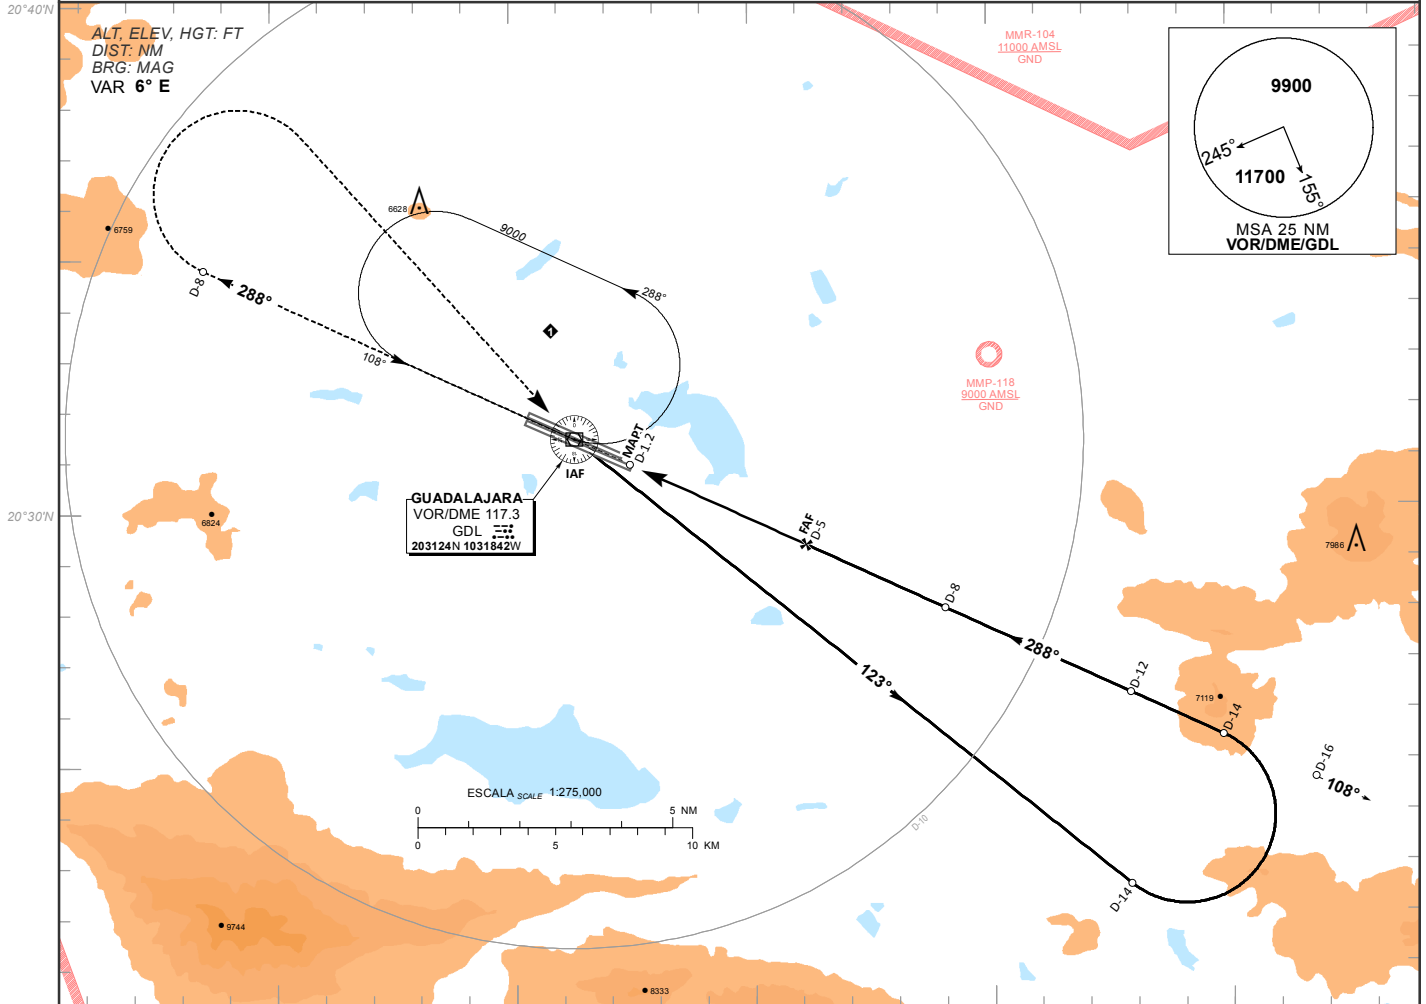 20°40'N
ALT, ELEV, HGT: FT
DIST: NM
BRG: MAG
VAR 6° E
MMR-104
11000 AMSL
GND
9900
245°
11700
155°
MSA 25 NM
VOR/DME/GDL
6628
6759
9000
D-8
288°
288°
1
108°
MMP-118
9000 AMSL
GND
MAPT
D-1.2
IAF
GUADALAJARA
VOR/DME 117.3
GDL
203124N 1031842W
20°30'N
6824
FAF
D-5
7986
D-8
288°
123°
D-12
7119
D-14
D-16
108°
ESCALA SCALE 1:275,000
0 5 NM
0 5 10 KM
D-10
D-14
9744
8333